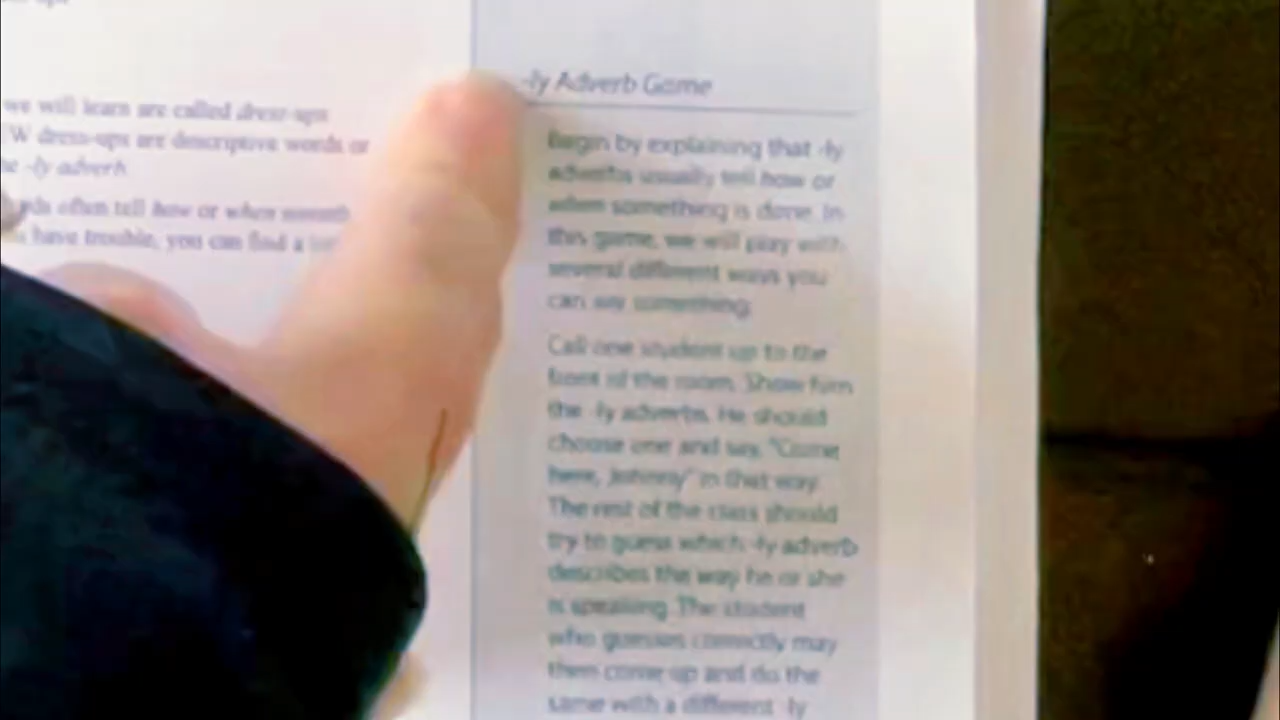 we will learn are called dress-ups
W dress-ups are descriptive words or
-ly adverb
often tell how or when
have trouble, you can find a
-ly Adverb Game
Begin by explaining that -ly
adverbs usually tell how or
when something is done. In
this game, we will play with
several different ways you
can say something.
Call one student up to the
front of the room. Show him
the -ly adverbs. He should
choose one and say, "Come
here, Johnny" in that way.
The rest of the class should
try to guess which -ly adverb
describes the way he or she
is speaking. The student
who guesses correctly may
then come up and do the
same with a different -ly